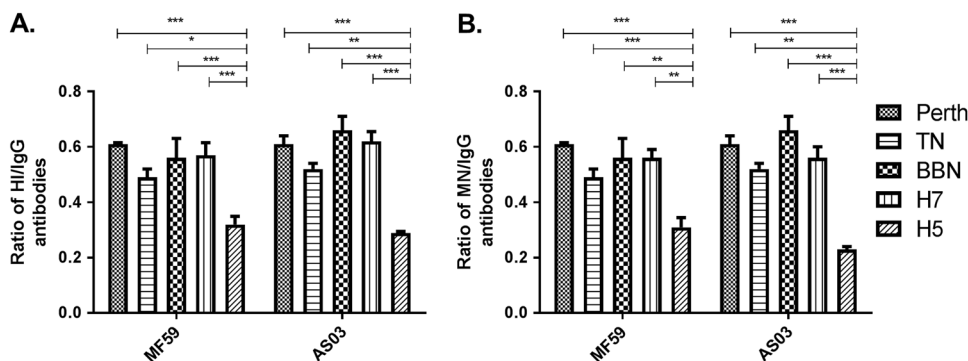 A.
***
*
***
***
***
**
***
***
Ratio of HI/IgG
antibodies
0.8
0.6
0.4
0.2
0.0
MF59
AS03
B.
***
***
**
**
***
**
***
***
Ratio of MN/IgG
antibodies
0.8
0.6
0.4
0.2
0.0
MF59
AS03
Perth
TN
BBN
H7
H5